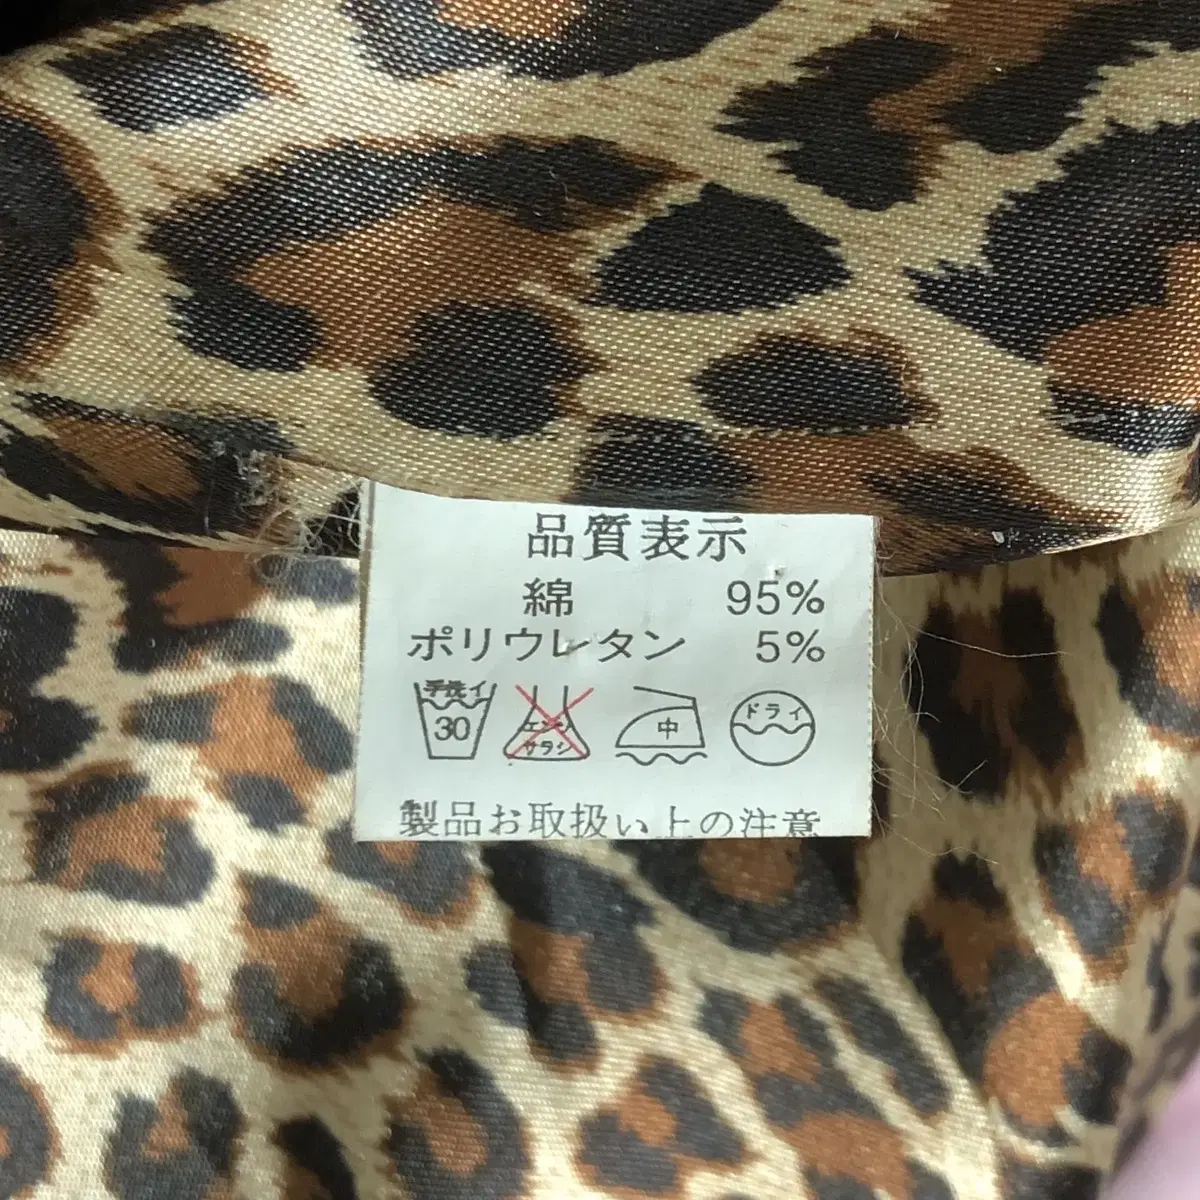 品質表示
綿 95%
ポリウレタン 5%
手洗イ 30 エンソ サラシ 中 ドライ
製品お取扱い上の注意